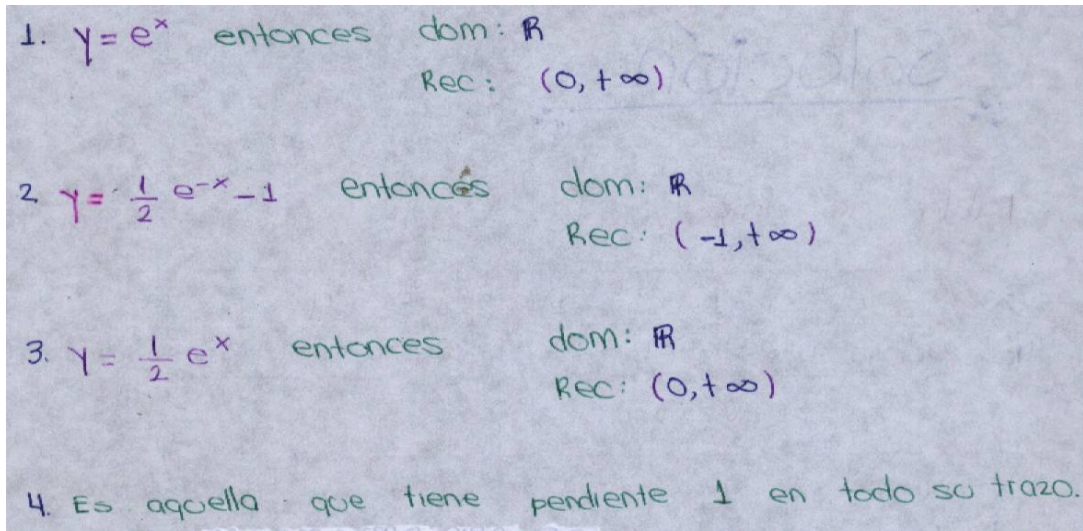 1. y = e^x entonces dom: ℝ
Rec: (0, +∞)
2 y = 1/2 e^-x - 1 entoncés dom: ℝ
Rec: (-1, +∞)
3. y = 1/2 e^x entonces dom: ℝ
Rec: (0, +∞)
4. Es aquella que tiene pendiente 1 en todo su trazo.